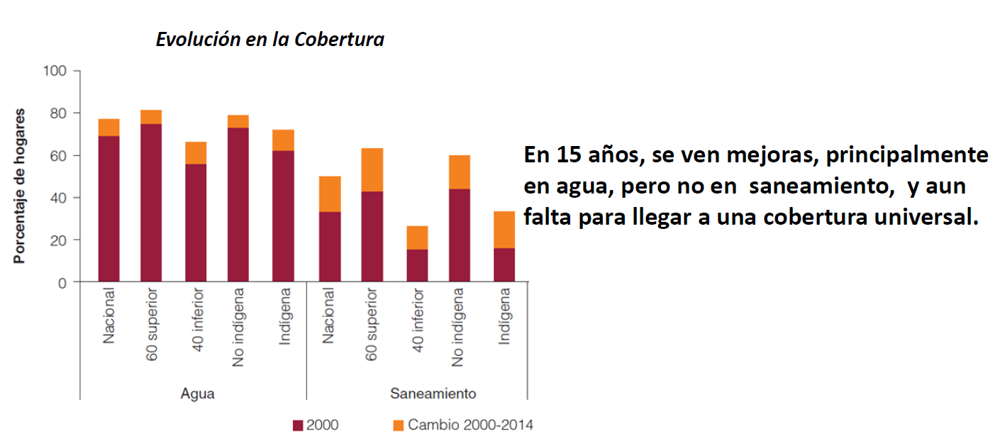 Evolución en la Cobertura
Porcentaje de hogares
100
80
60
40
20
0
Nacional
60 superior
40 inferior
No indígena
Indígena
Nacional
60 superior
40 inferior
No indígena
Indígena
Agua
Saneamiento
2000
Cambio 2000-2014
En 15 años, se ven mejoras, principalmente
en agua, pero no en saneamiento, y aun
falta para llegar a una cobertura universal.